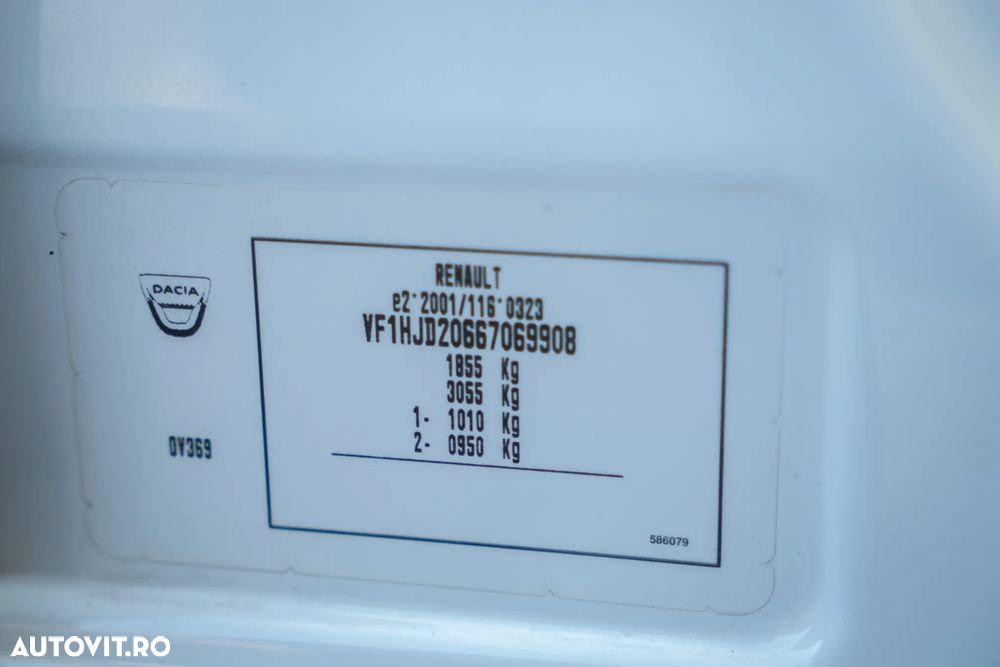 DACIA
RENAULT
e2*2001/116*0323
VF1HJD20667069908
1855 Kg
3055 Kg
1- 1010 Kg
2- 0950 Kg
0V369
586079
AUTOVIT.RO